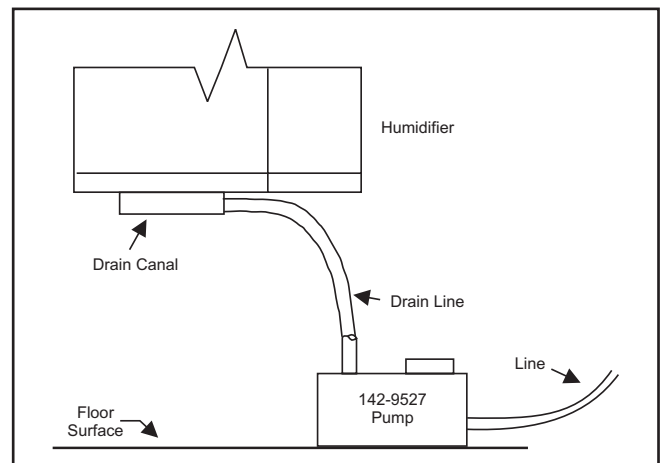 Humidifier
Drain Canal
Drain Line
Line
142-9527
Pump
Floor
Surface